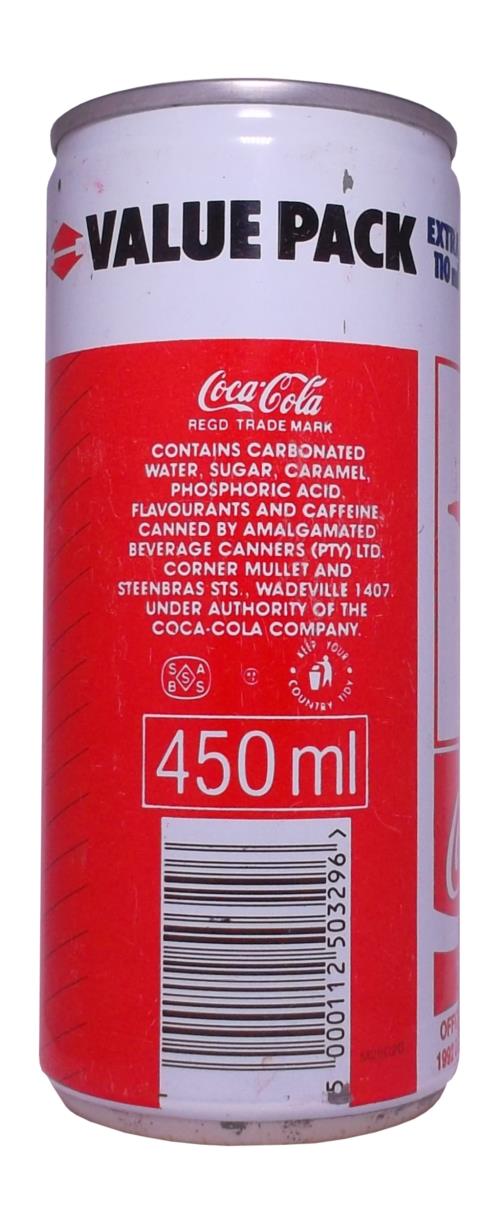 VALUE PACK
EXTRA
110 ml
Coca-Cola
REGD TRADE MARK
CONTAINS CARBONATED
WATER, SUGAR, CARAMEL,
PHOSPHORIC ACID,
FLAVOURANTS AND CAFFEINE.
CANNED BY AMALGAMATED
BEVERAGE CANNERS (PTY) LTD.
CORNER MULLET AND
STEENBRAS STS., WADEVILLE 1407.
UNDER AUTHORITY OF THE
COCA-COLA COMPANY.
SABS
S
KEEP YOUR
COUNTRY TIDY
450 ml
5 000112 503296 >
1992